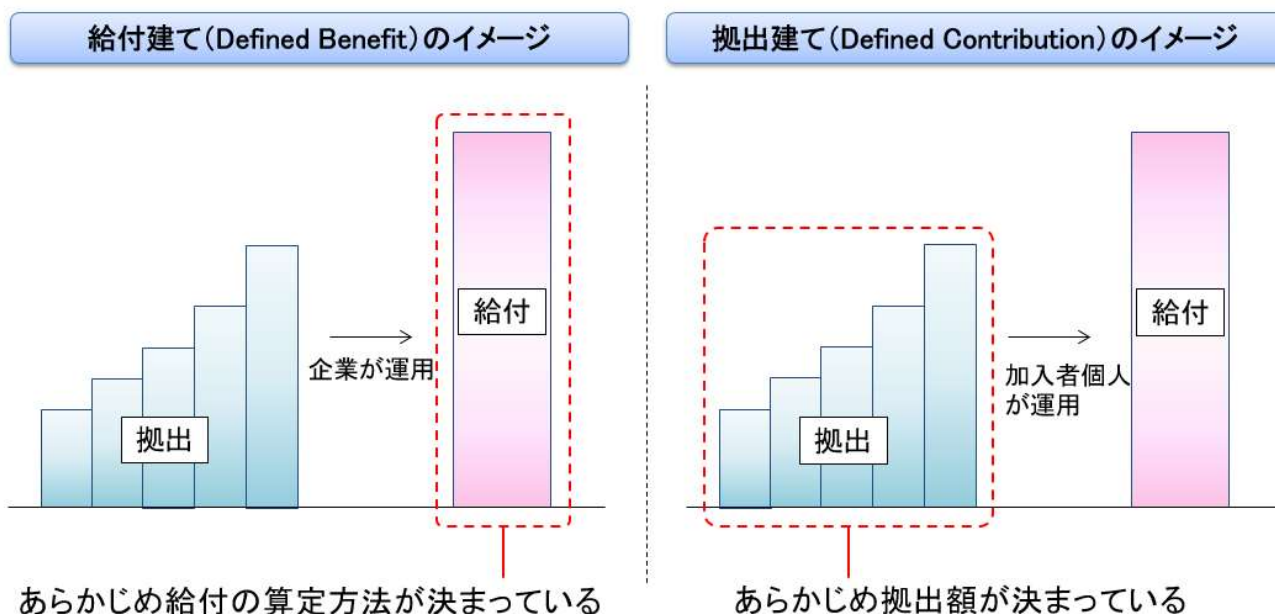 給付建て(Defined Benefit)のイメージ
給付
企業が運用
拠出
あらかじめ給付の算定方法が決まっている
拠出建て(Defined Contribution)のイメージ
給付
加入者個人
が運用
拠出
あらかじめ拠出額が決まっている